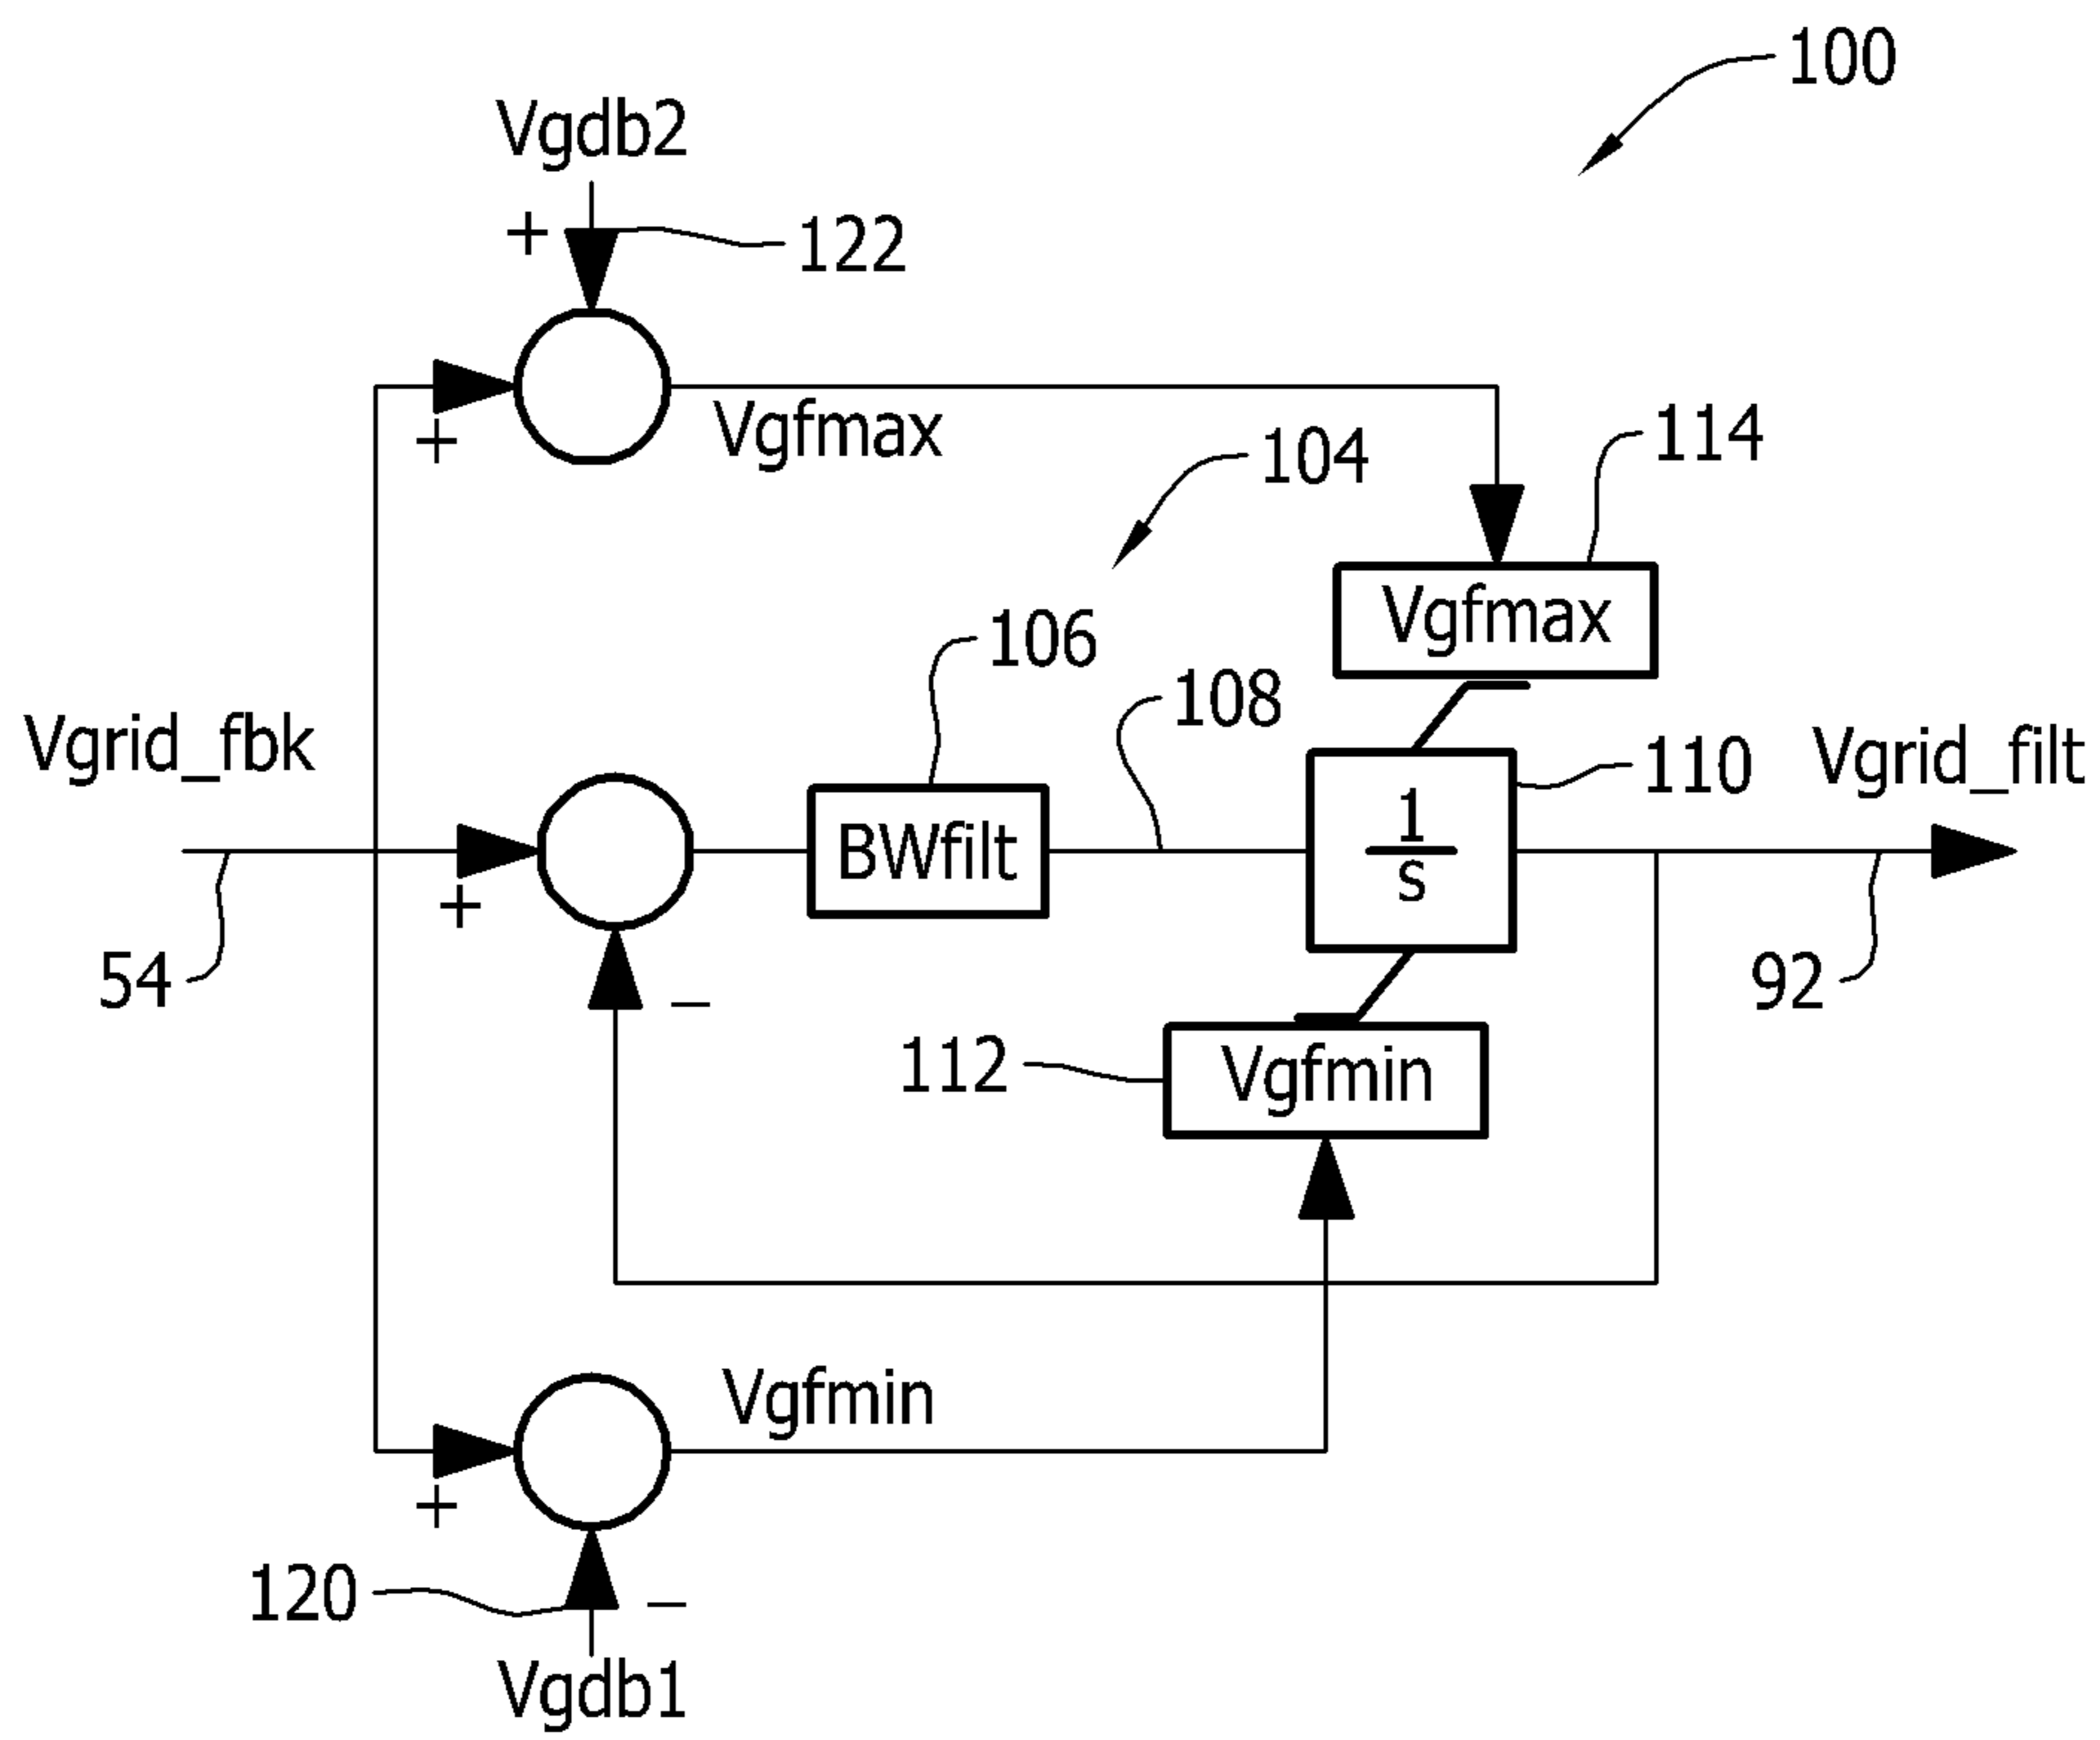 100
Vgdb2
+
122
+
Vgfmax
114
104
Vgfmax
106
108
Vgrid_fbk
110
Vgrid_filt
BWfilt
1
s
+
54
−
92
112
Vgfmin
Vgfmin
+
120
−
Vgdb1